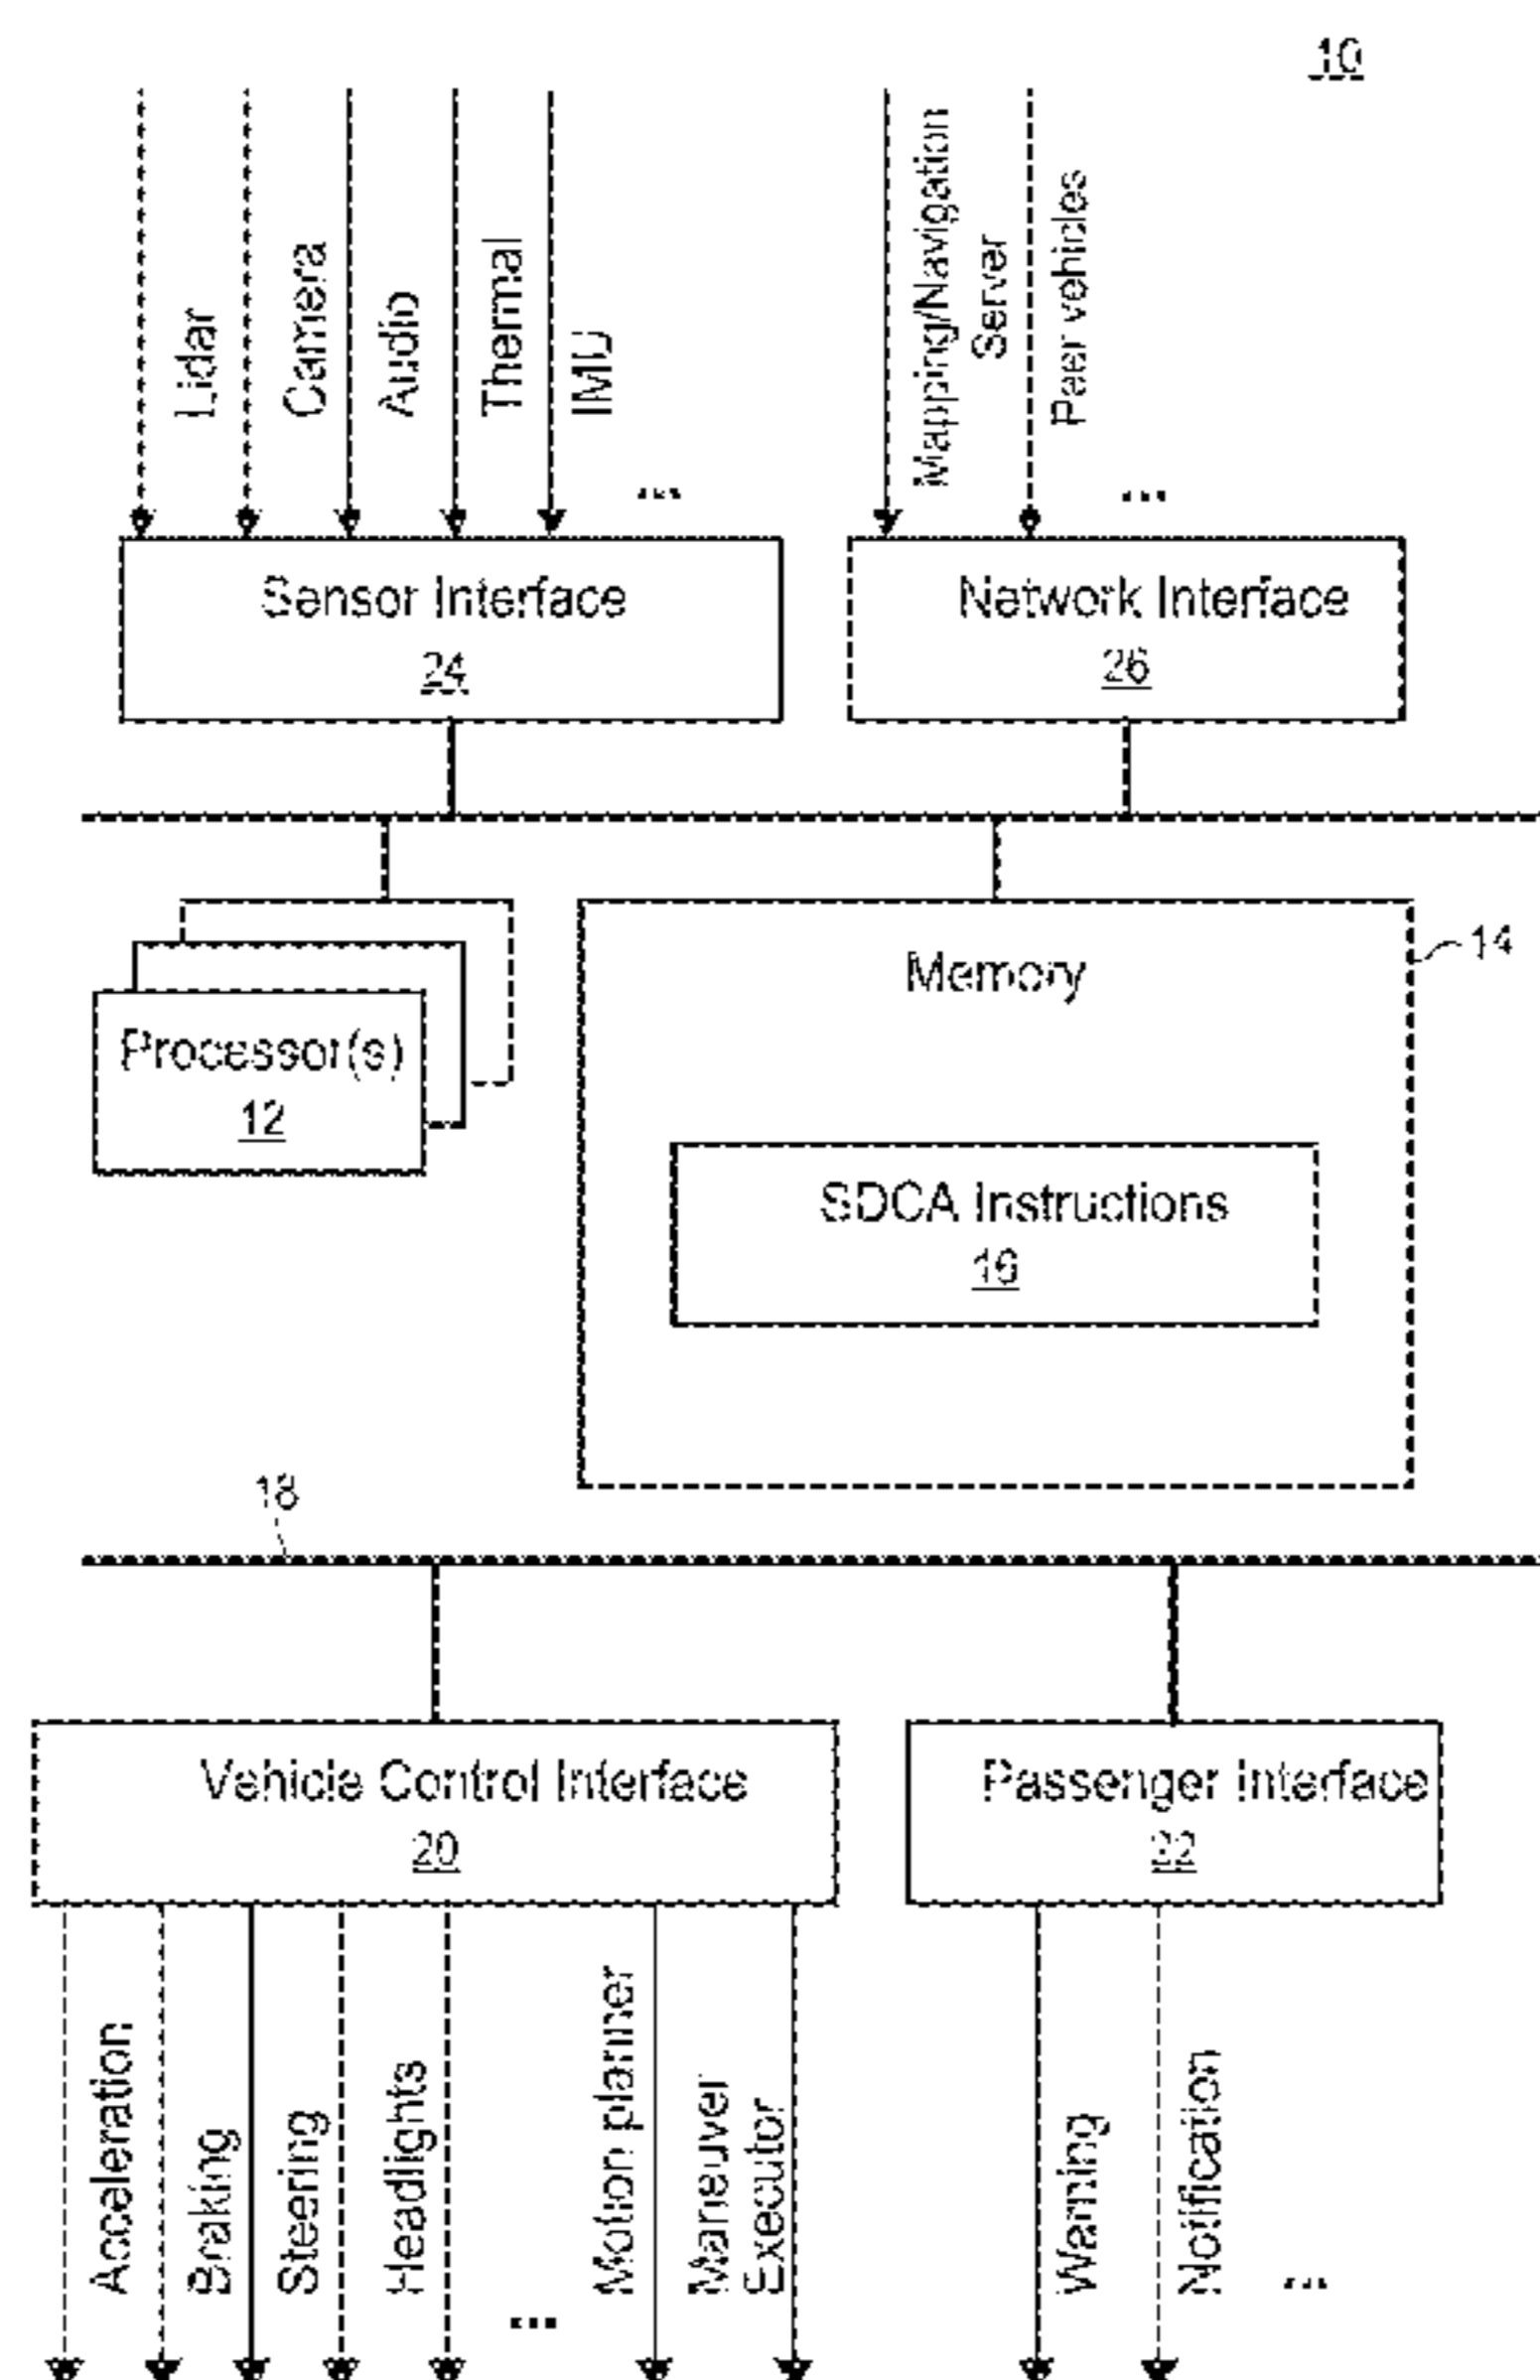 10
Lidar
Camera
Audio
Thermal
IMU
...
Mapping/Navigation
Server
Peer vehicles
...
Sensor Interface
24
Network Interface
26
Processor(s)
12
Memory
14
SDCA Instructions
16
18
Vehicle Control Interface
20
Passenger Interface
22
Acceleration
Braking
Steering
Headlights
...
Motion planner
Maneuver
Executor
Warning
Notification
...